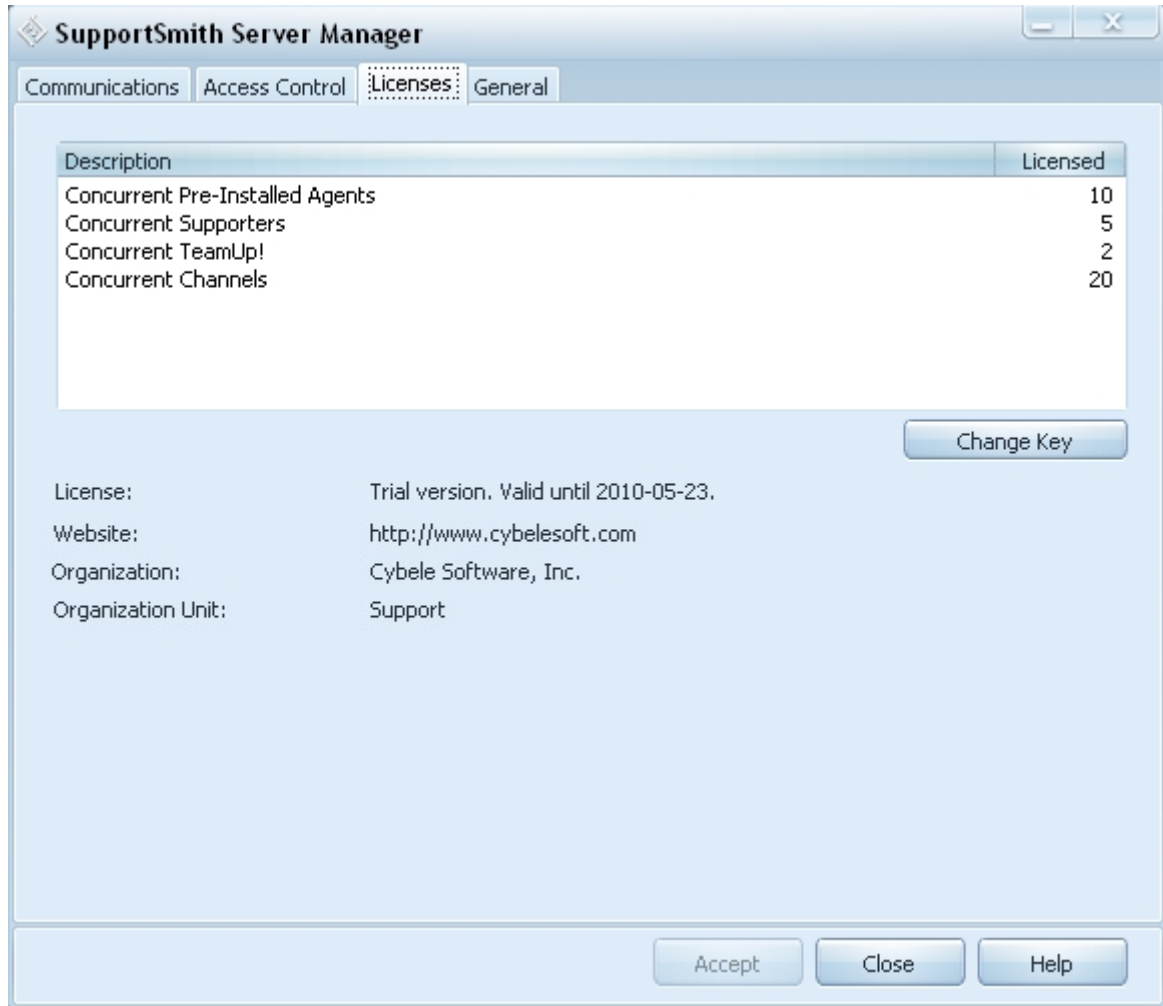 SupportSmith Server Manager
Communications Access Control Licenses General
Description Licensed
Concurrent Pre-Installed Agents 10
Concurrent Supporters 5
Concurrent TeamUp! 2
Concurrent Channels 20
Change Key
License: Trial version. Valid until 2010-05-23.
Website: http://www.cybelesoft.com
Organization: Cybele Software, Inc.
Organization Unit: Support
Accept Close Help